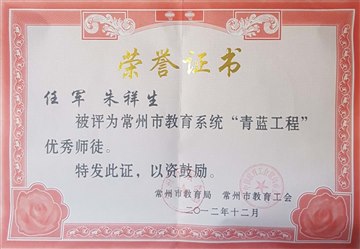 荣誉证书
任军 朱祥生
被评为常州市教育系统“青蓝工程”
优秀师徒。
特发此证，以资鼓励。
常州市教育局 常州市教育工会
二〇一二年十二月